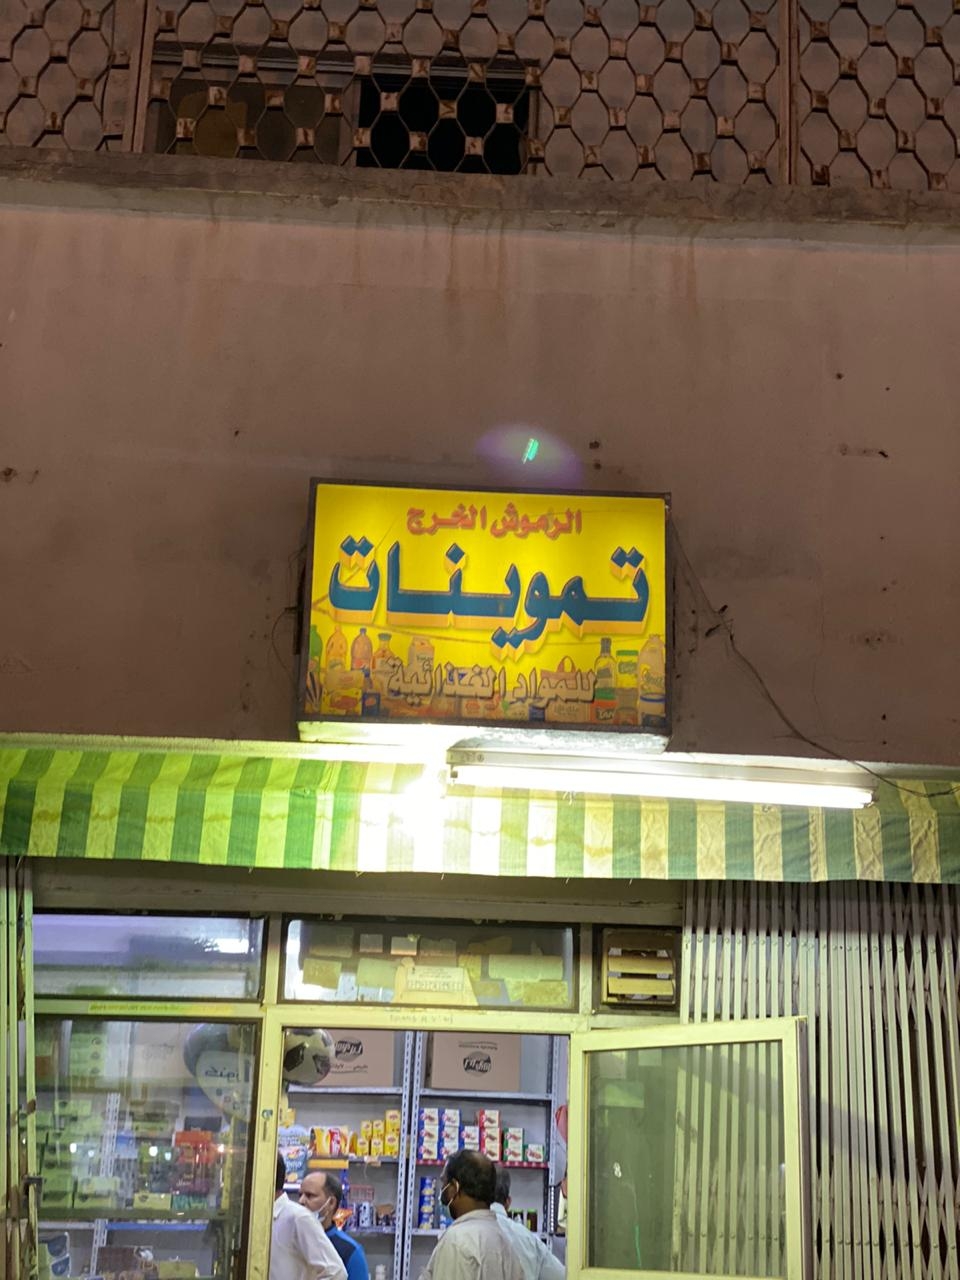 الرموش الخرج
تموينات
للمواد الغذائية